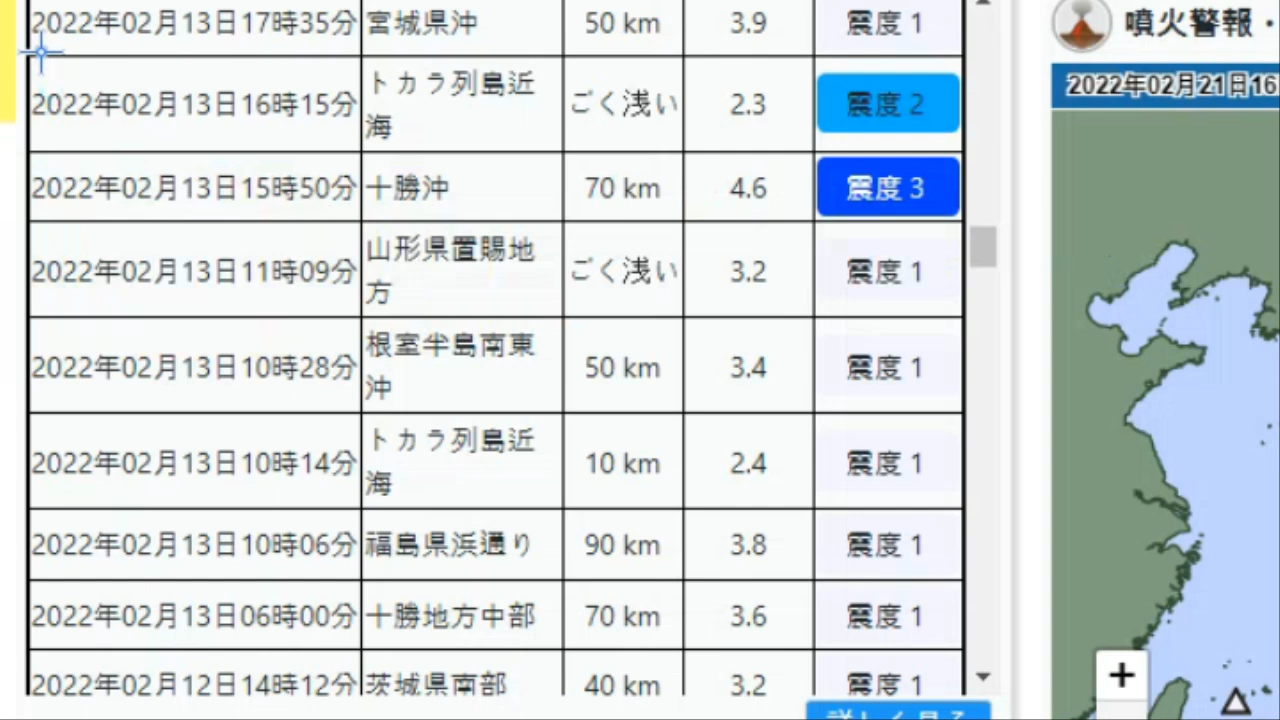 2022年02月13日17時35分 宮城県沖 50 km 3.9 震度 1
噴火警報・
2022年02月21日16
2022年02月13日16時15分 トカラ列島近
海 ごく浅い 2.3 震度 2
2022年02月13日15時50分 十勝沖 70 km 4.6 震度 3
2022年02月13日11時09分 山形県置賜地
方 ごく浅い 3.2 震度 1
2022年02月13日10時28分 根室半島南東
沖 50 km 3.4 震度 1
2022年02月13日10時14分 トカラ列島近
海 10 km 2.4 震度 1
2022年02月13日10時06分 福島県浜通り 90 km 3.8 震度 1
2022年02月13日06時00分 十勝地方中部 70 km 3.6 震度 1
2022年02月12日14時12分 茨城県南部 40 km 3.2 震度 1
+
詳しく見る